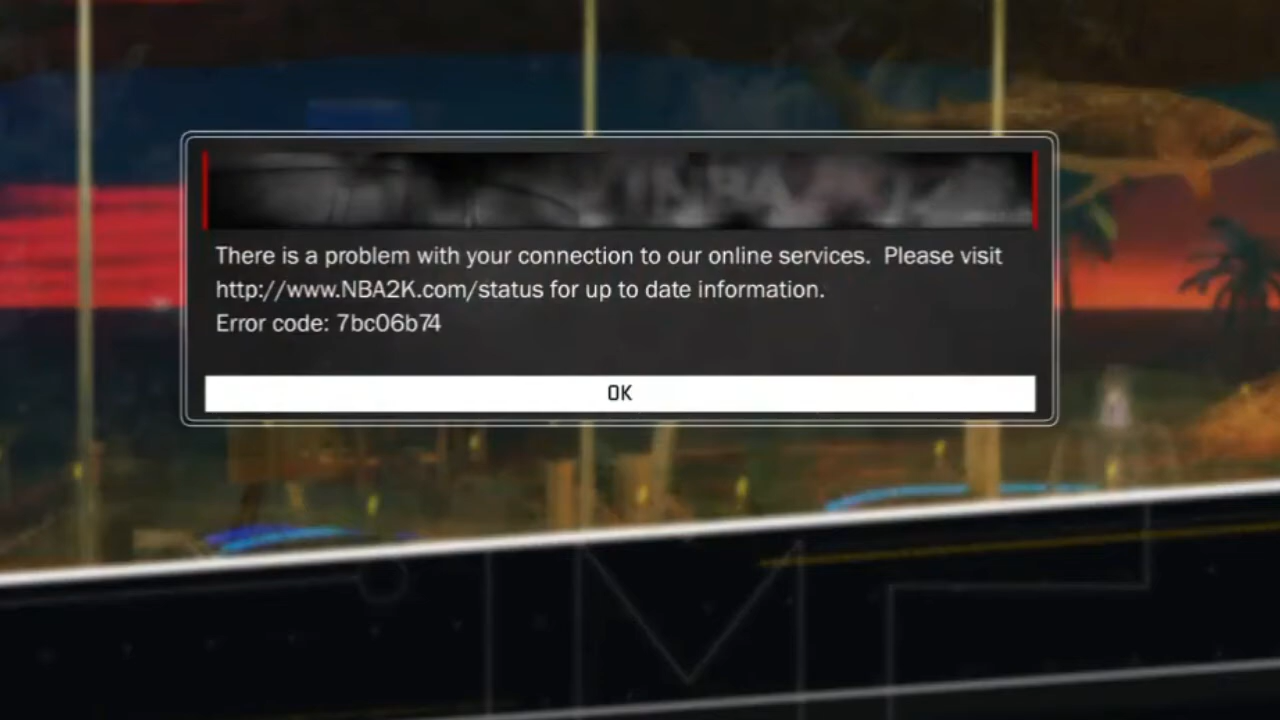 There is a problem with your connection to our online services.  Please visit
http://www.NBA2K.com/status for up to date information.
Error code: 7bc06b74
OK